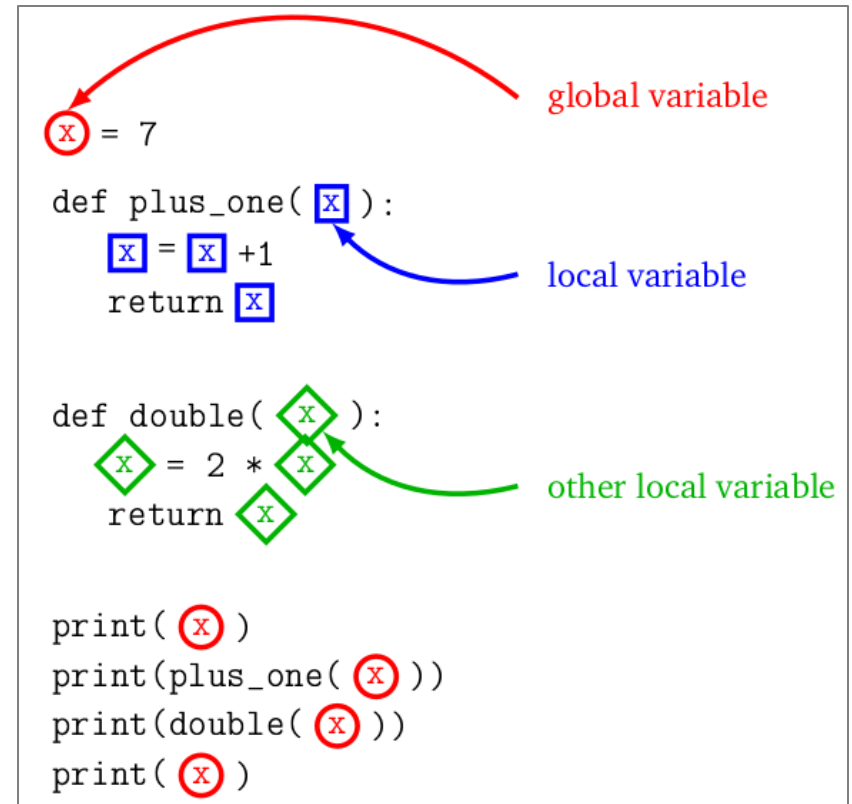 global variable
x = 7
def plus_one( x ):
x = x +1
local variable
return x
def double( x ):
x = 2 * x
other local variable
return x
print( x )
print(plus_one( x ))
print(double( x ))
print( x )